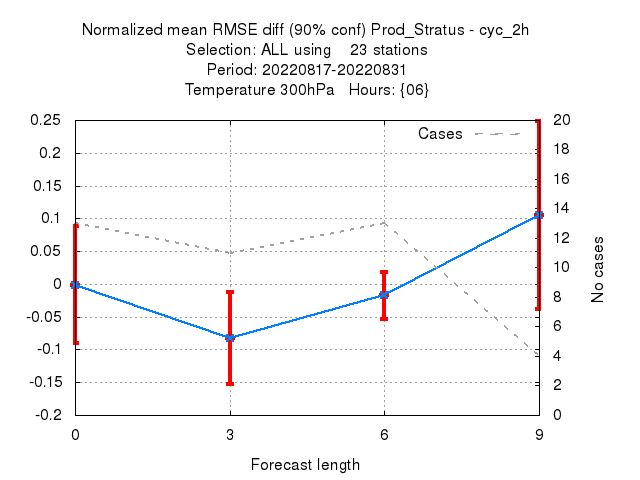 Normalized mean RMSE diff (90% conf) Prod_Stratus - cyc_2h
Selection: ALL using    23 stations
Period: 20220817-20220831
Temperature 300hPa   Hours: {06}
Cases
0.25
0.2
0.15
0.1
0.05
0
-0.05
-0.1
-0.15
-0.2
20
18
16
14
12
10
8
6
4
2
0
No cases
0 3 6 9
Forecast length